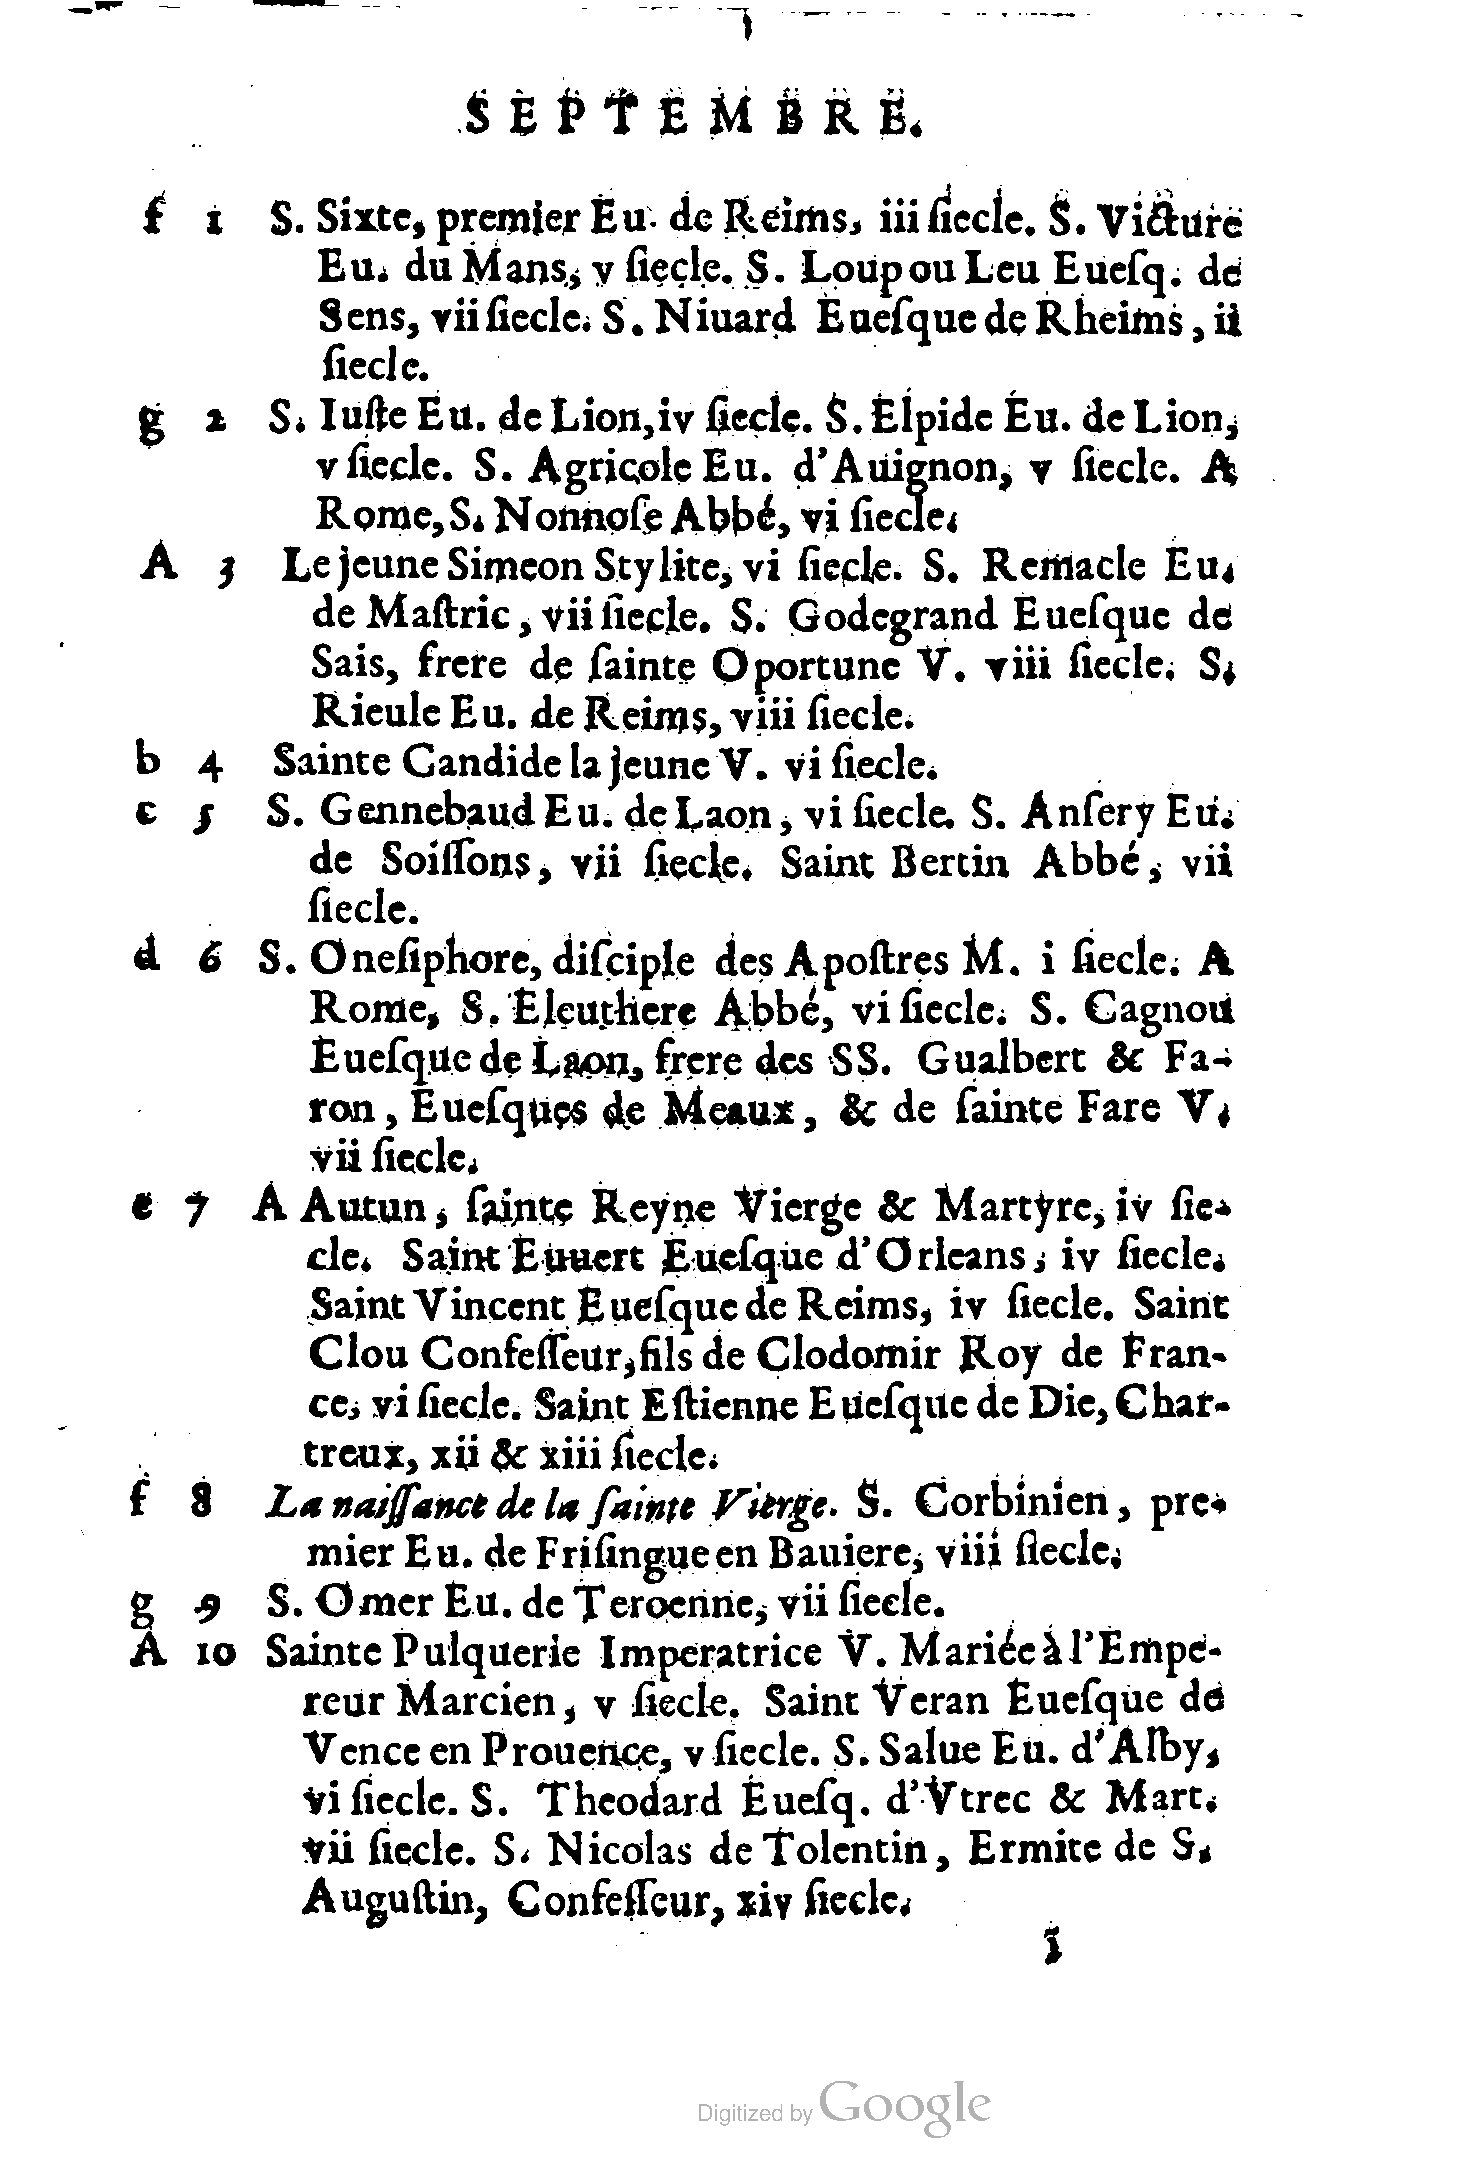 SEPTEMBRE.
f 1 S. Sixte, premier Eu. de Reims, iii ſiecle. S. Victure
Eu. du Mans, v ſiecle. S. Loup ou Leu Eueſq. de
Sens, vii ſiecle. S. Niuard Eueſque de Rheims, ii
ſiecle.
g 2 S. Iuſte Eu. de Lion, iv ſiecle. S. Elpide Eu. de Lion,
v ſiecle. S. Agricole Eu. d'Auignon, v ſiecle. A
Rome, S. Nonnoſe Abbé, vi ſiecle.
A 3 Le jeune Simeon Stylite, vi ſiecle. S. Remacle Eu.
de Maſtric, vii ſiecle. S. Godegrand Eueſque de
Sais, frere de ſainte Oportune V. viii ſiecle. S.
Rieule Eu. de Reims, viii ſiecle.
b 4 Sainte Candide la jeune V. vi ſiecle.
c 5 S. Gennebaud Eu. de Laon, vi ſiecle. S. Anſery Eu.
de Soiſſons, vii ſiecle. Saint Bertin Abbé, vii
ſiecle.
d 6 S. Oneſiphore, diſciple des Apoſtres M. i ſiecle. A
Rome, S. Eleuthere Abbé, vi ſiecle. S. Cagnou
Eueſque de Laon, frere des SS. Gualbert & Fa-
ron, Eueſques de Meaux, & de ſainte Fare V.
vii ſiecle.
e 7 A Autun, ſainte Reyne Vierge & Martyre, iv ſie-
cle. Saint Euuert Eueſque d'Orleans, iv ſiecle.
Saint Vincent Eueſque de Reims, iv ſiecle. Saint
Clou Confeſſeur, fils de Clodomir Roy de Fran-
ce, vi ſiecle. Saint Eſtienne Eueſque de Die, Char-
treux, xii & xiii ſiecle.
f 8 La naiſſance de la ſainte Vierge. S. Corbinien, pre-
mier Eu. de Friſingue en Bauiere, viii ſiecle.
g 9 S. Omer Eu. de Teroenne, vii ſiecle.
A 10 Sainte Pulquerie Imperatrice V. Mariée à l'Empe-
reur Marcien, v ſiecle. Saint Veran Eueſque de
Vence en Prouence, v ſiecle. S. Salue Eu. d'Alby,
vi ſiecle. S. Theodard Eueſq. d'Vtrec & Mart.
vii ſiecle. S. Nicolas de Tolentin, Ermite de S.
Auguſtin, Confeſſeur, xiv ſiecle.
Digitized by Google